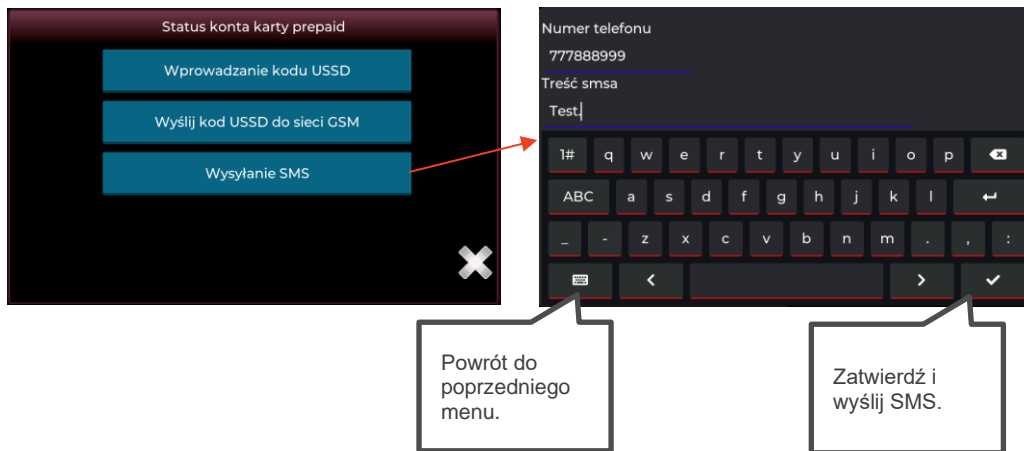 Status konta karty prepaid
Wprowadzanie kodu USSD
Wyślij kod USSD do sieci GSM
Wysyłanie SMS
Numer telefonu
777888999
Treść smsa
Test.
1# q w e r t y u i o p
ABC a s d f g h j k l
_ - z x c v b n m . , :
< >
Powrót do
poprzedniego
menu.
Zatwierdź i
wyślij SMS.